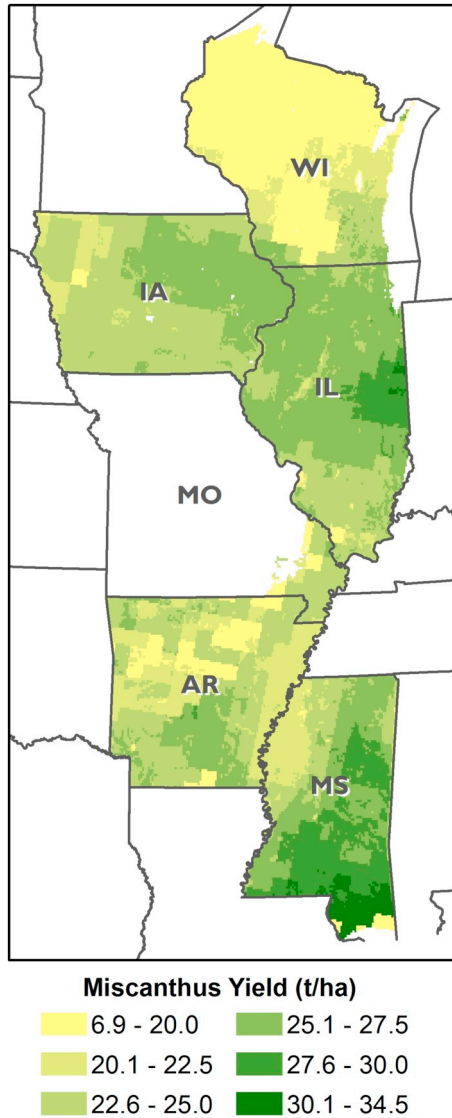 WI
IA
IL
MO
AR
MS
Miscanthus Yield (t/ha)
6.9 - 20.0
25.1 - 27.5
20.1 - 22.5
27.6 - 30.0
22.6 - 25.0
30.1 - 34.5